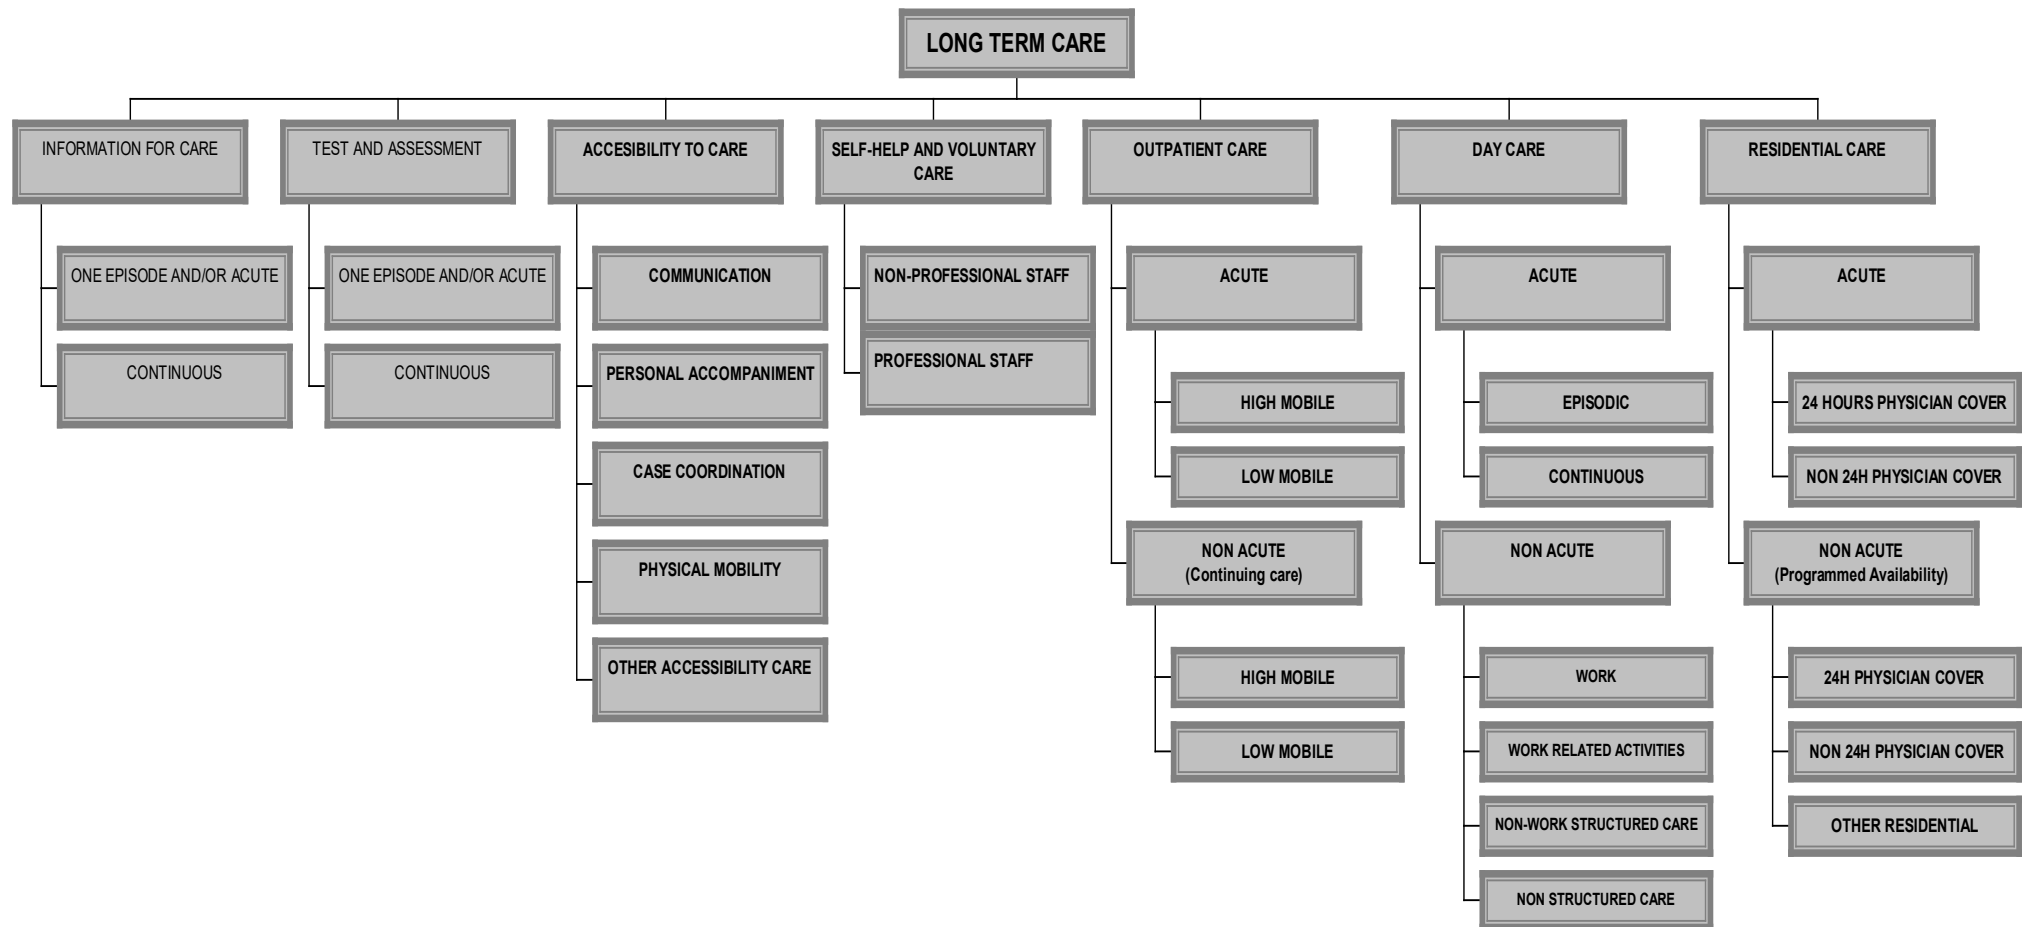 LONG TERM CARE
INFORMATION FOR CARE
ONE EPISODE AND/OR ACUTE
CONTINUOUS
TEST AND ASSESSMENT
ONE EPISODE AND/OR ACUTE
CONTINUOUS
ACCESIBILITY TO CARE
COMMUNICATION
PERSONAL ACCOMPANIMENT
CASE COORDINATION
PHYSICAL MOBILITY
OTHER ACCESSIBILITY CARE
SELF-HELP AND VOLUNTARY
CARE
NON-PROFESSIONAL STAFF
PROFESSIONAL STAFF
OUTPATIENT CARE
ACUTE
HIGH MOBILE
LOW MOBILE
NON ACUTE
(Continuing care)
HIGH MOBILE
LOW MOBILE
DAY CARE
ACUTE
EPISODIC
CONTINUOUS
NON ACUTE
WORK
WORK RELATED ACTIVITIES
NON-WORK STRUCTURED CARE
NON STRUCTURED CARE
RESIDENTIAL CARE
ACUTE
24 HOURS PHYSICIAN COVER
NON 24H PHYSICIAN COVER
NON ACUTE
(Programmed Availability)
24H PHYSICIAN COVER
NON 24H PHYSICIAN COVER
OTHER RESIDENTIAL